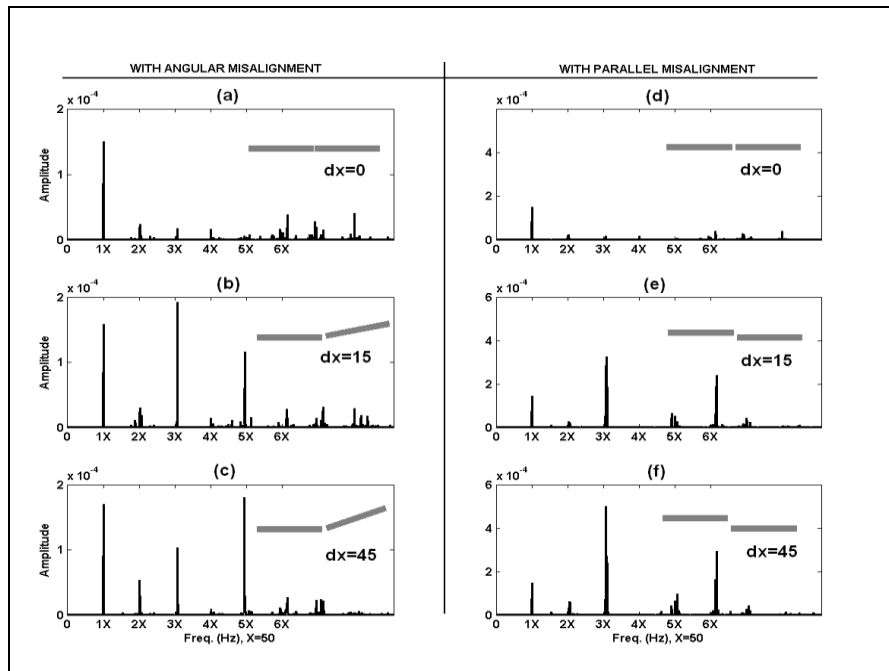 WITH ANGULAR MISALIGNMENT
(a)
x 10⁻⁴
2
1
0
Amplitude
dx=0
0 1X 2X 3X 4X 5X 6X
(b)
x 10⁻⁴
2
1
0
Amplitude
dx=15
0 1X 2X 3X 4X 5X 6X
(c)
x 10⁻⁴
2
1
0
Amplitude
dx=45
0 1X 2X 3X 4X 5X 6X
Freq. (Hz), X=50
WITH PARALLEL MISALIGNMENT
(d)
x 10⁻⁴
4
2
0
dx=0
0 1X 2X 3X 4X 5X 6X
(e)
x 10⁻⁴
6
4
2
0
dx=15
0 1X 2X 3X 4X 5X 6X
(f)
x 10⁻⁴
6
4
2
0
dx=45
0 1X 2X 3X 4X 5X 6X
Freq. (Hz), X=50